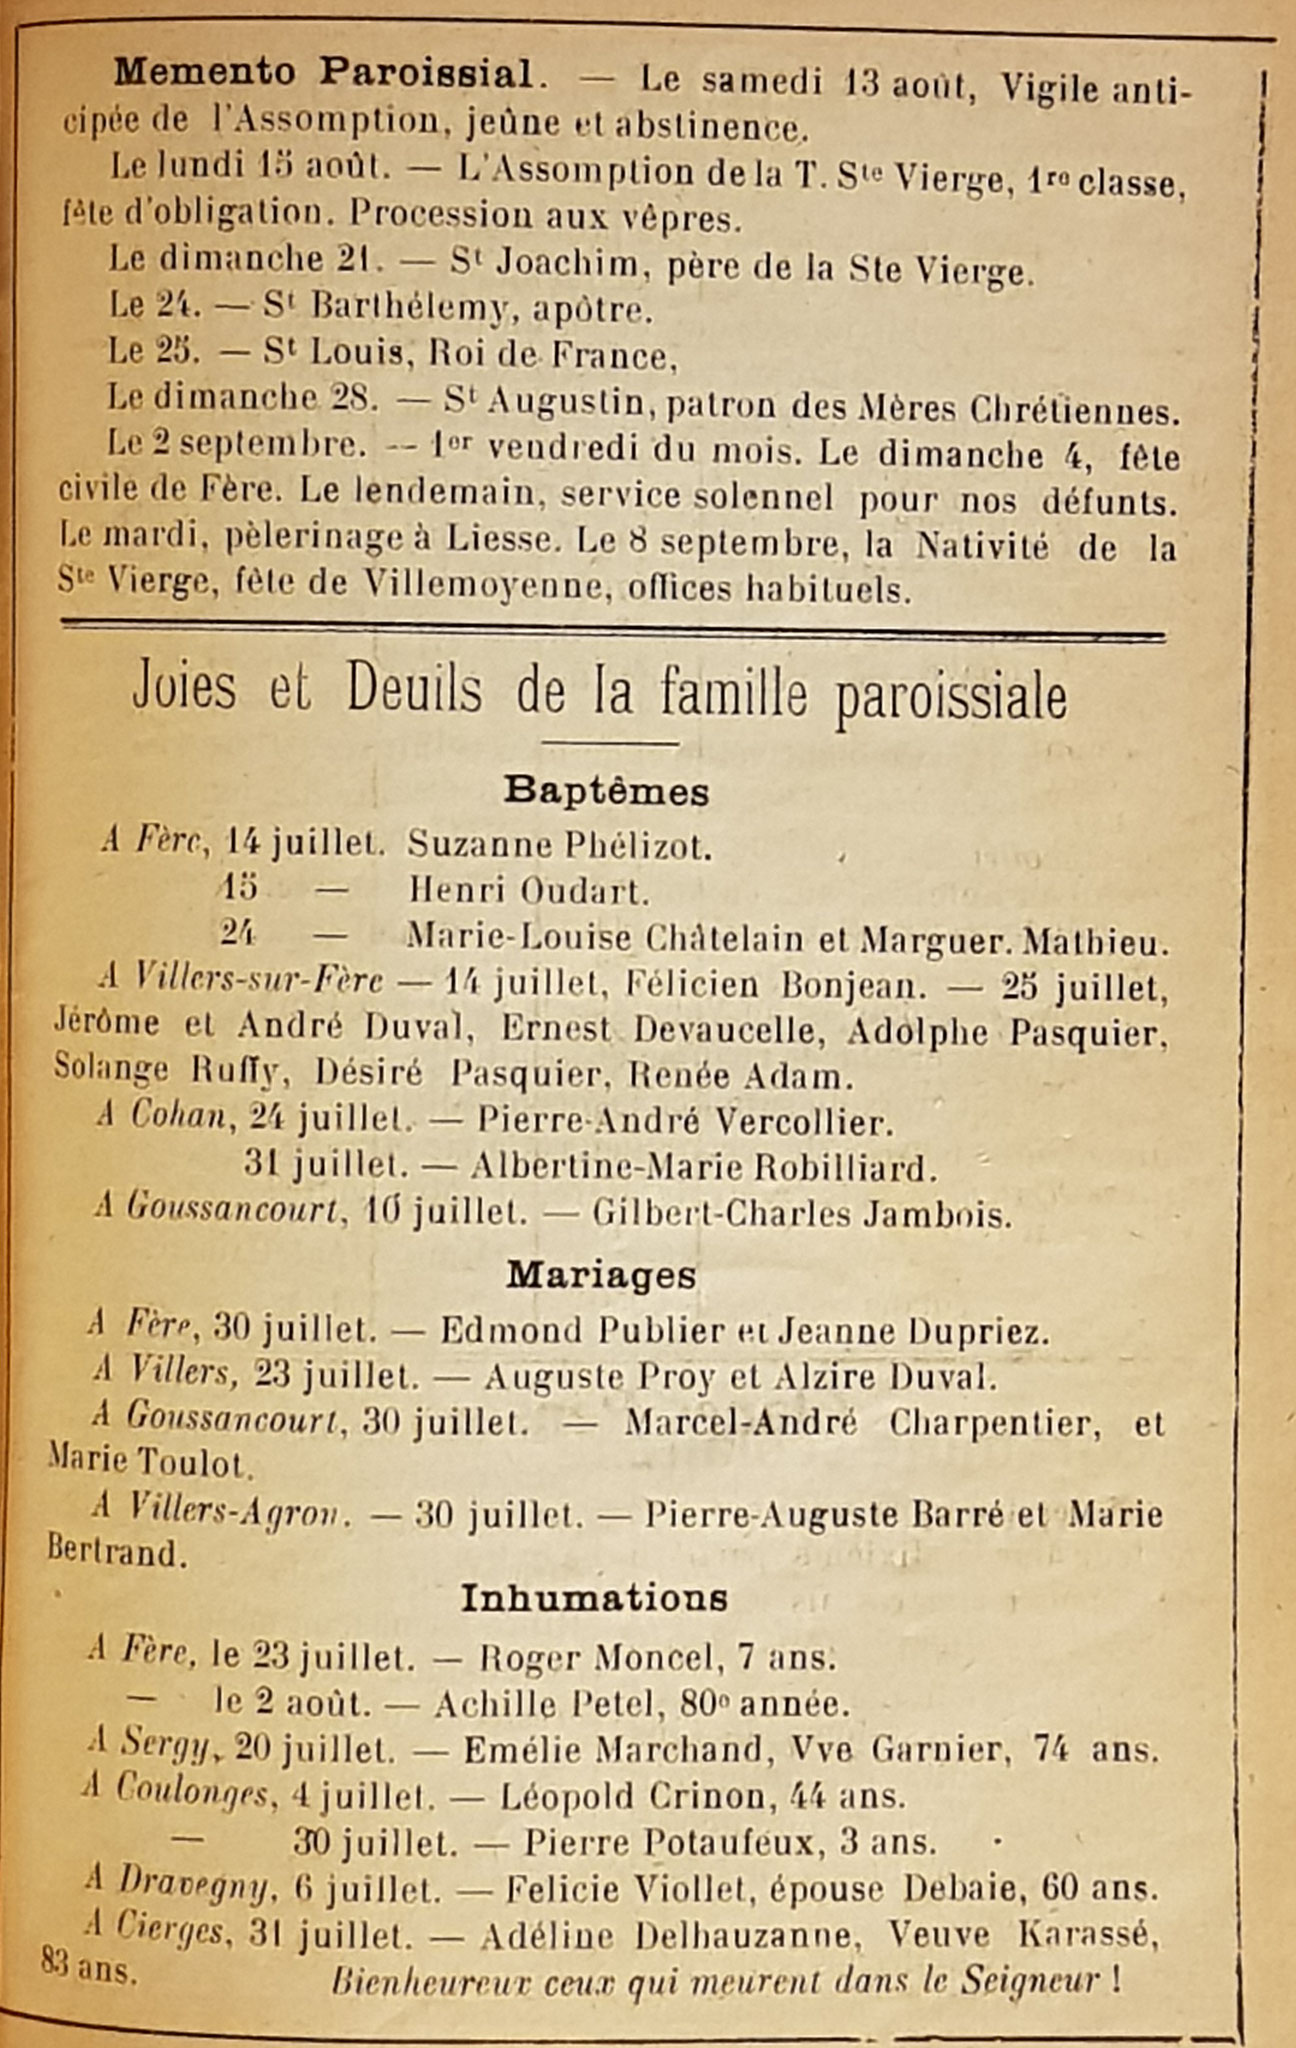 Memento Paroissial. — Le samedi 13 août, Vigile anti-
cipée de l'Assomption, jeûne et abstinence.
Le lundi 15 août. — L'Assomption de la T. Ste Vierge, 1re classe,
fête d'obligation. Procession aux vêpres.
Le dimanche 21. — St Joachim, père de la Ste Vierge.
Le 24. — St Barthélemy, apôtre.
Le 25. — St Louis, Roi de France,
Le dimanche 28. — St Augustin, patron des Mères Chrétiennes.
Le 2 septembre. — 1er vendredi du mois. Le dimanche 4, fête
civile de Fère. Le lendemain, service solennel pour nos défunts.
Le mardi, pèlerinage à Liesse. Le 8 septembre, la Nativité de la
Ste Vierge, fête de Villemoyenne, offices habituels.
Joies et Deuils de la famille paroissiale
Baptêmes
A Fère, 14 juillet. Suzanne Phélizot.
15 — Henri Oudart.
24 — Marie-Louise Châtelain et Marguer. Mathieu.
A Villers-sur-Fère — 14 juillet, Félicien Bonjean. — 25 juillet,
Jérôme et André Duval, Ernest Devaucelle, Adolphe Pasquier,
Solange Ruffy, Désiré Pasquier, Renée Adam.
A Cohan, 24 juillet. — Pierre-André Vercollier.
31 juillet. — Albertine-Marie Robilliard.
A Goussancourt, 10 juillet. — Gilbert-Charles Jambois.
Mariages
A Fère, 30 juillet. — Edmond Publier et Jeanne Dupriez.
A Villers, 23 juillet. — Auguste Proy et Alzire Duval.
A Goussancourt, 30 juillet. — Marcel-André Charpentier, et
Marie Toulot.
A Villers-Agron. — 30 juillet. — Pierre-Auguste Barré et Marie
Bertrand.
Inhumations
A Fère, le 23 juillet. — Roger Moncel, 7 ans.
— le 2 août. — Achille Petel, 80e année.
A Sergy, 20 juillet. — Emélie Marchand, Vve Garnier, 74 ans.
A Coulonges, 4 juillet. — Léopold Crinon, 44 ans.
— 30 juillet. — Pierre Potaufeux, 3 ans.
A Dravegny, 6 juillet. — Felicie Viollet, épouse Debaie, 60 ans.
A Cierges, 31 juillet. — Adéline Delhauzanne, Veuve Karassé,
83 ans. Bienheureux ceux qui meurent dans le Seigneur !